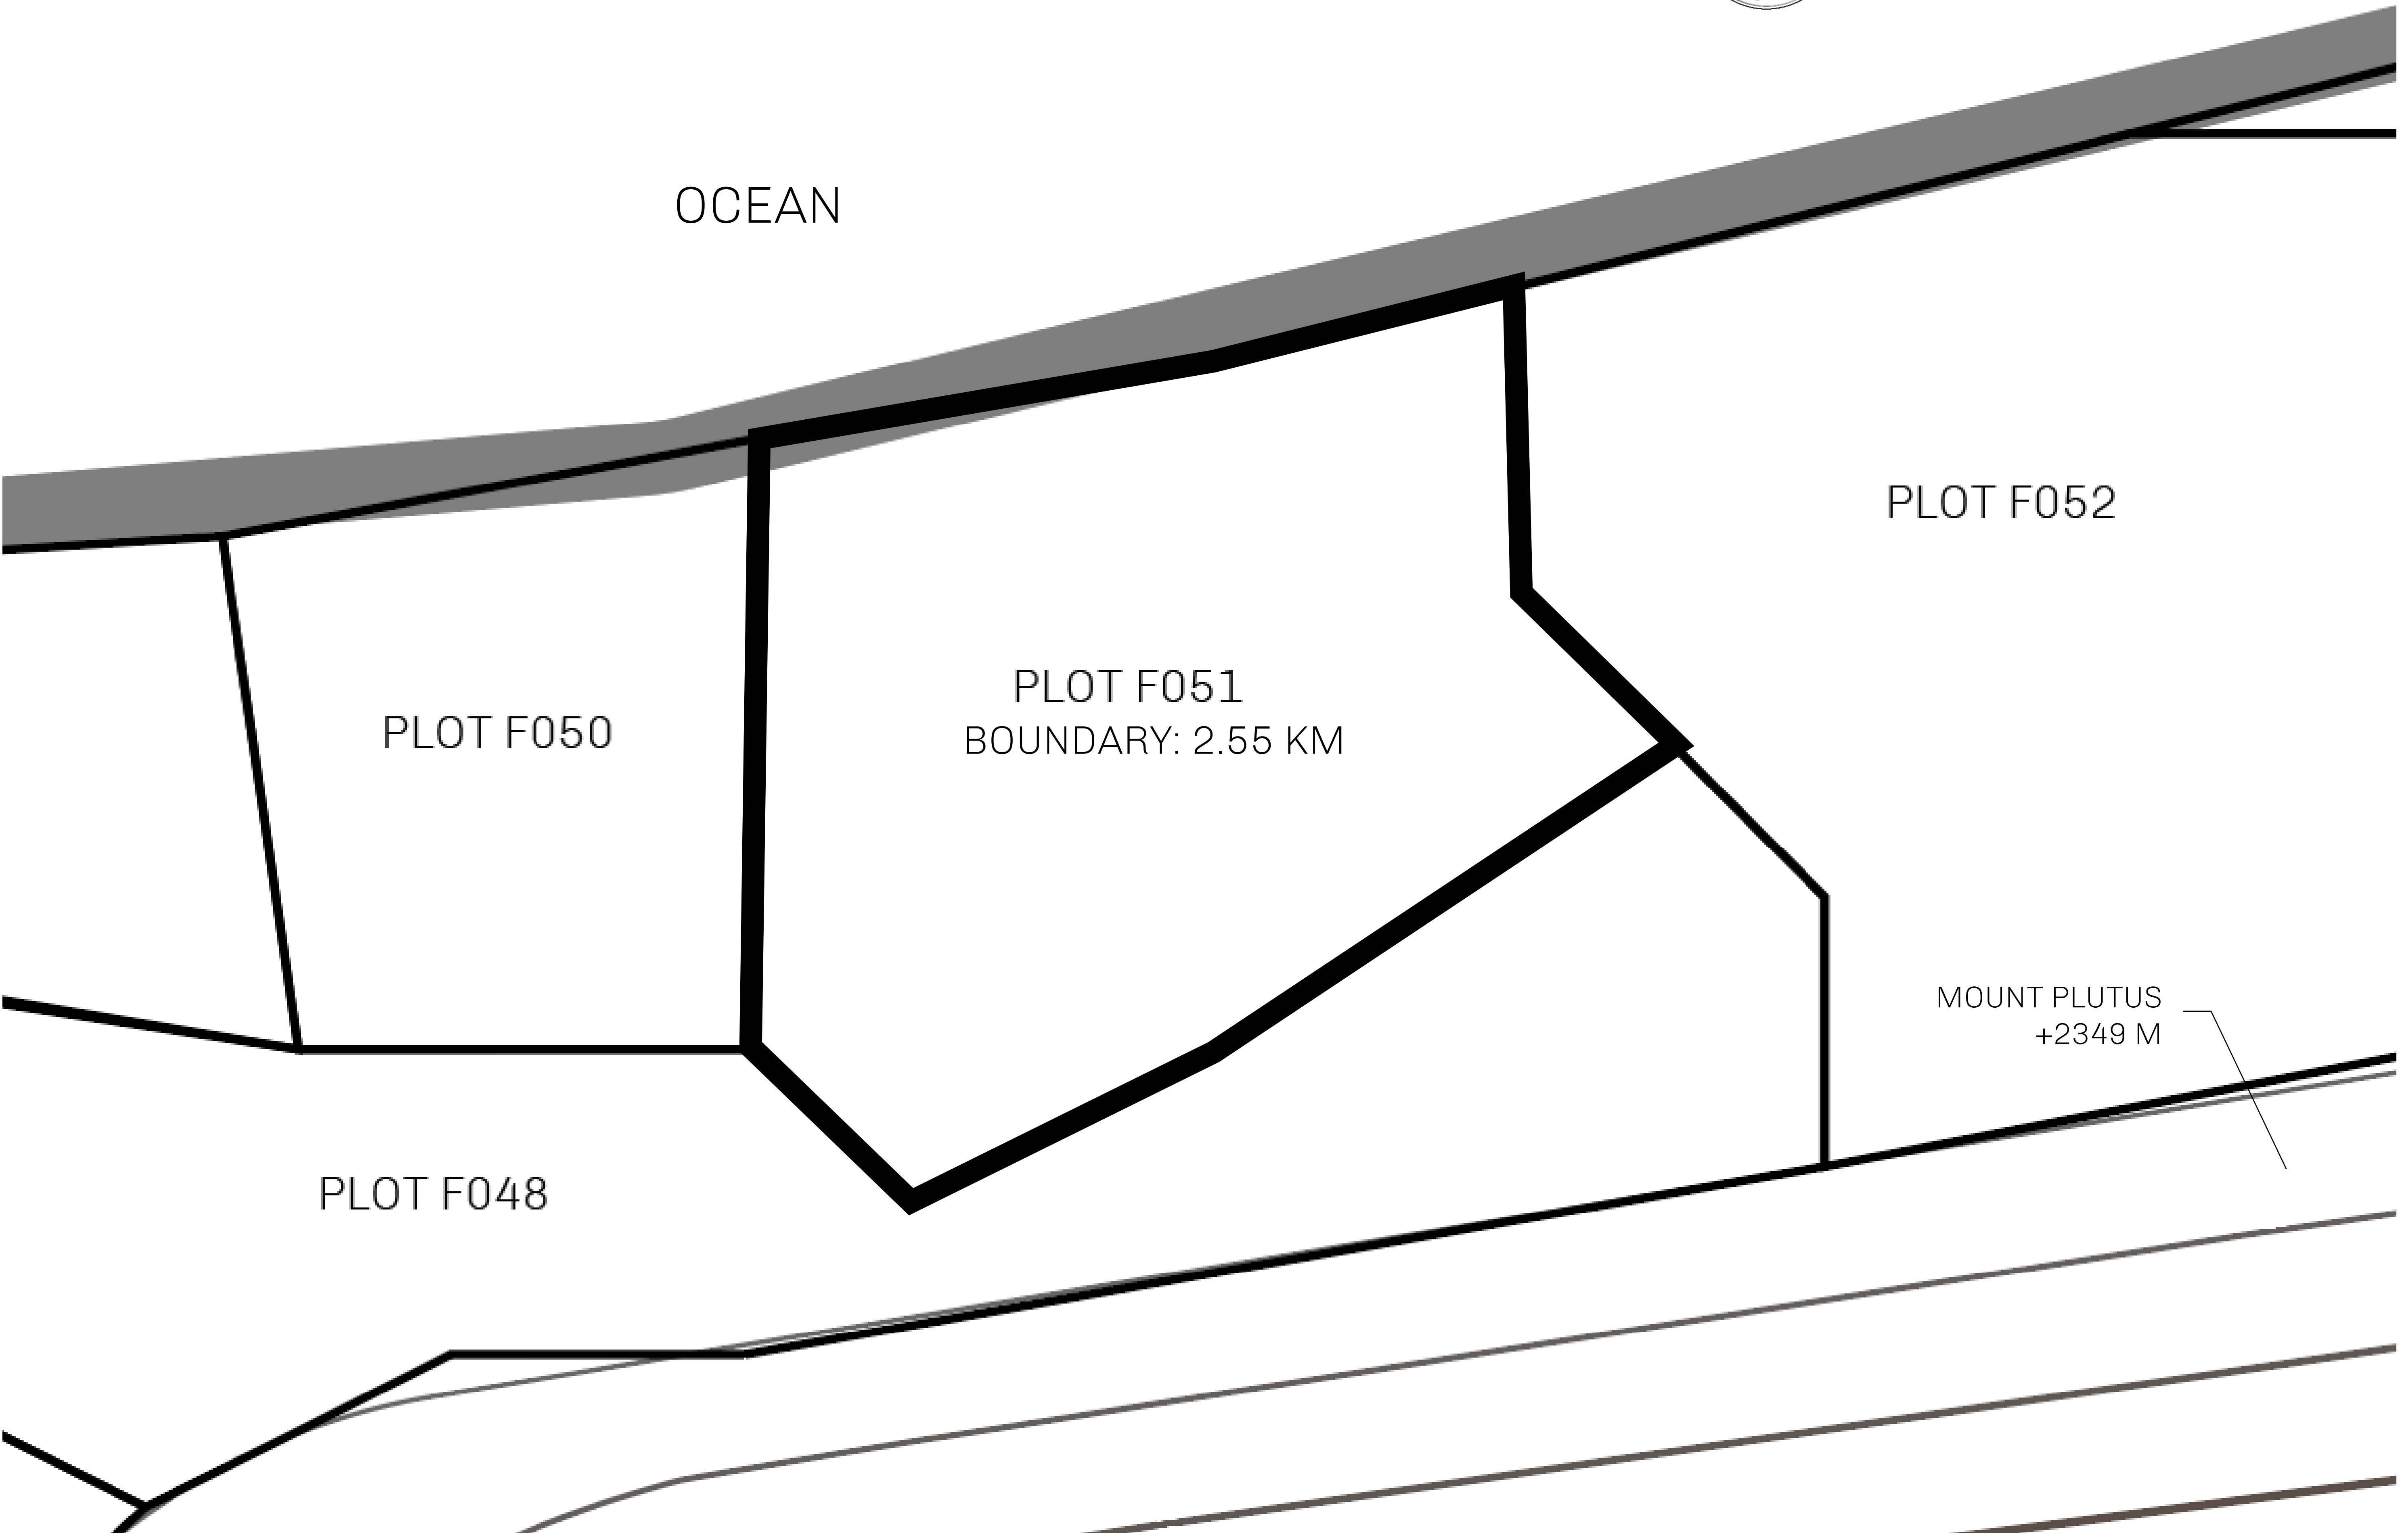 OCEAN
PLOT F052
PLOT F051
BOUNDARY: 2.55 KM
PLOT F050
MOUNT PLUTUS
+2349 M
PLOT F048